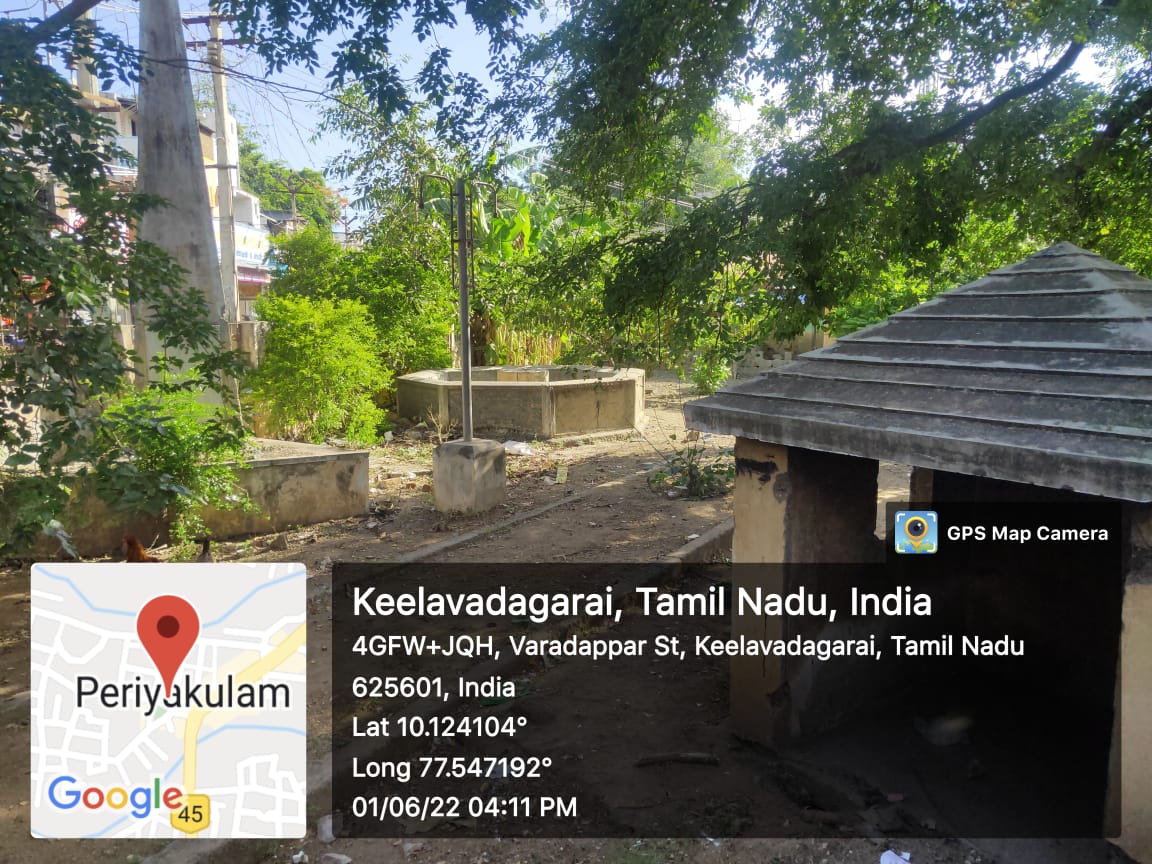 GPS Map Camera
Keelavadagarai, Tamil Nadu, India
4GFW+JQH, Varadappar St, Keelavadagarai, Tamil Nadu
625601, India
Lat 10.124104°
Long 77.547192°
01/06/22 04:11 PM
Periyakulam
Google
45